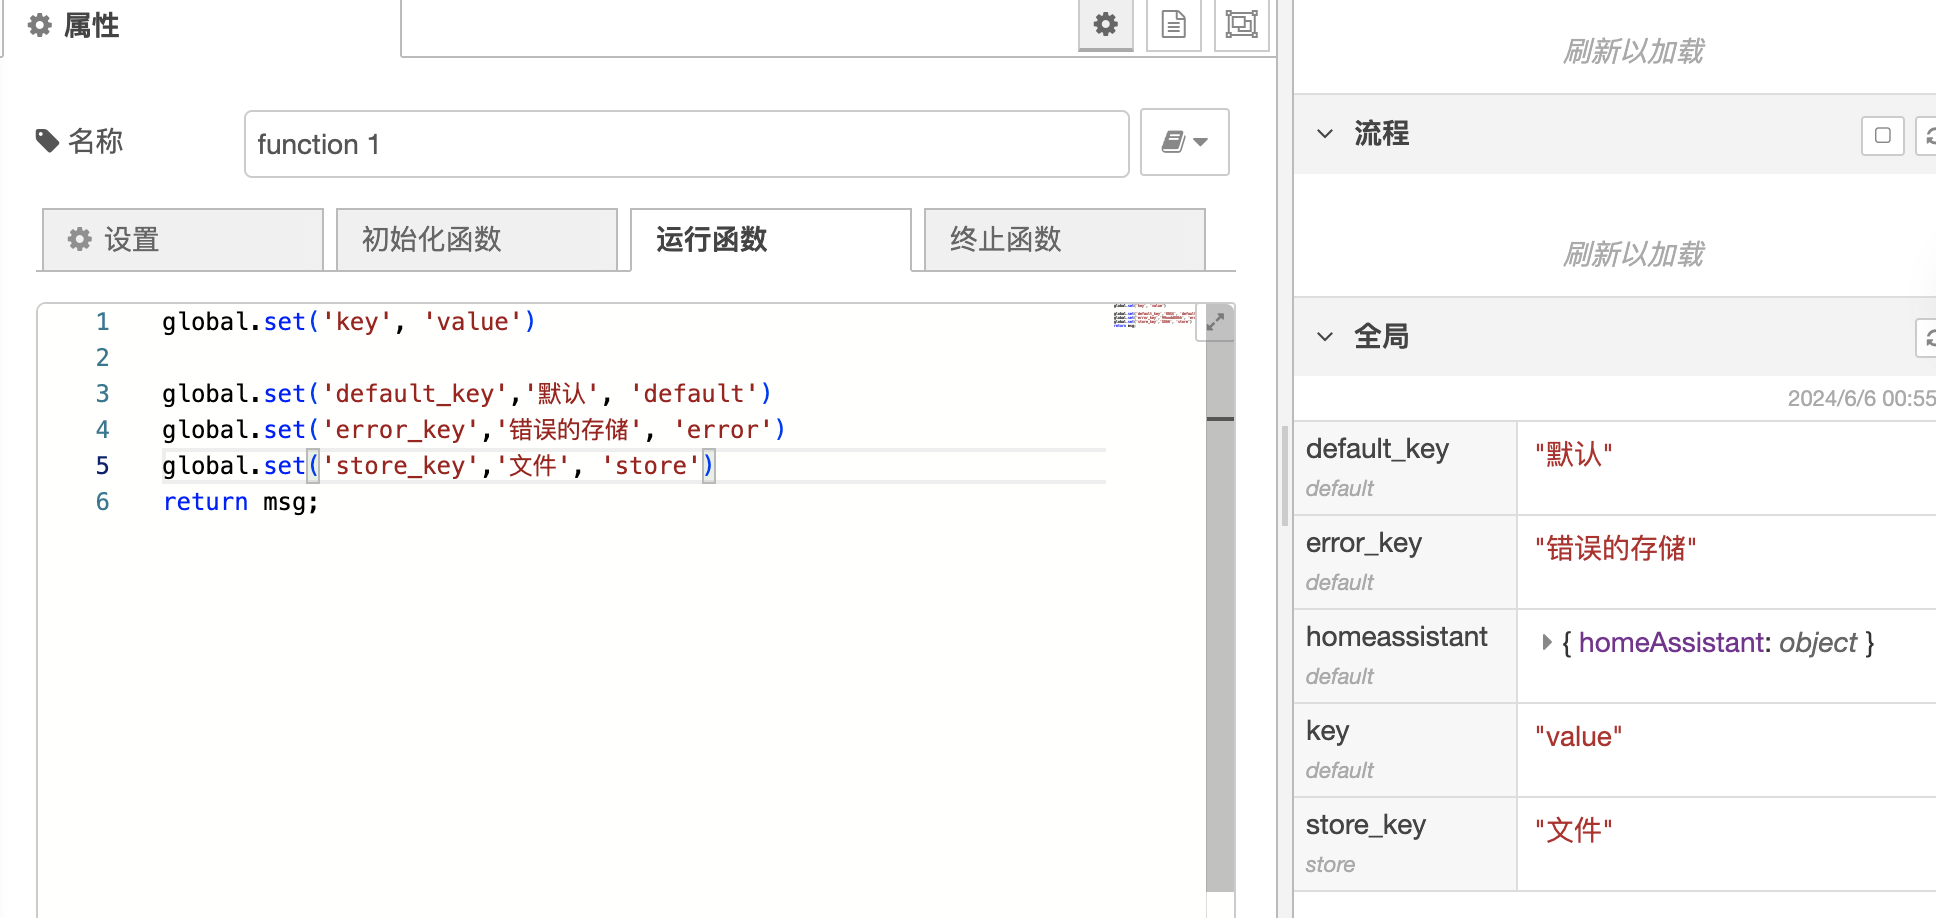 属性
名称
function 1
设置
初始化函数
运行函数
终止函数
1 global.set('key', 'value')
2
3 global.set('default_key','默认', 'default')
4 global.set('error_key','错误的存储', 'error')
5 global.set('store_key','文件', 'store')
6 return msg;
刷新以加载
流程
刷新以加载
全局
2024/6/6 00:55
default_key
default
"默认"
error_key
default
"错误的存储"
homeassistant
default
{ homeAssistant: object }
key
default
"value"
store_key
store
"文件"